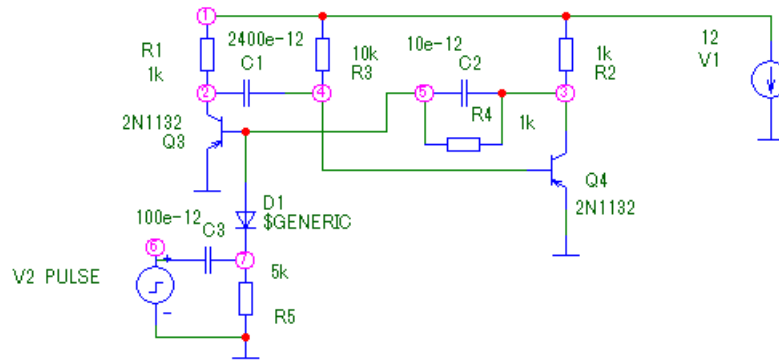 1
R1
1k
2400e-12
C1
10k
R3
10e-12
C2
1k
R2
12
V1
2
4
5
3
R4
1k
2N1132
Q3
Q4
2N1132
D1
$GENERIC
100e-12
C3
6
+
7
5k
V2 PULSE
-
R5